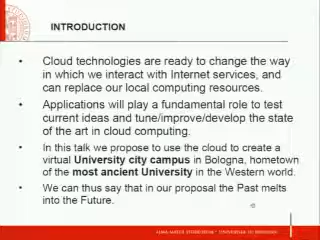 INTRODUCTION
• Cloud technologies are ready to change the way
in which we interact with Internet services, and
can replace our local computing resources.
• Applications will play a fundamental role to test
current ideas and tune/improve/develop the state
of the art in cloud computing.
• In this talk we propose to use the cloud to create a
virtual University city campus in Bologna, hometown
of the most ancient University in the Western world.
• We can thus say that in our proposal the Past melts
into the Future.
ALMA MATER STUDIORUM - UNIVERSITÀ DI BOLOGNA